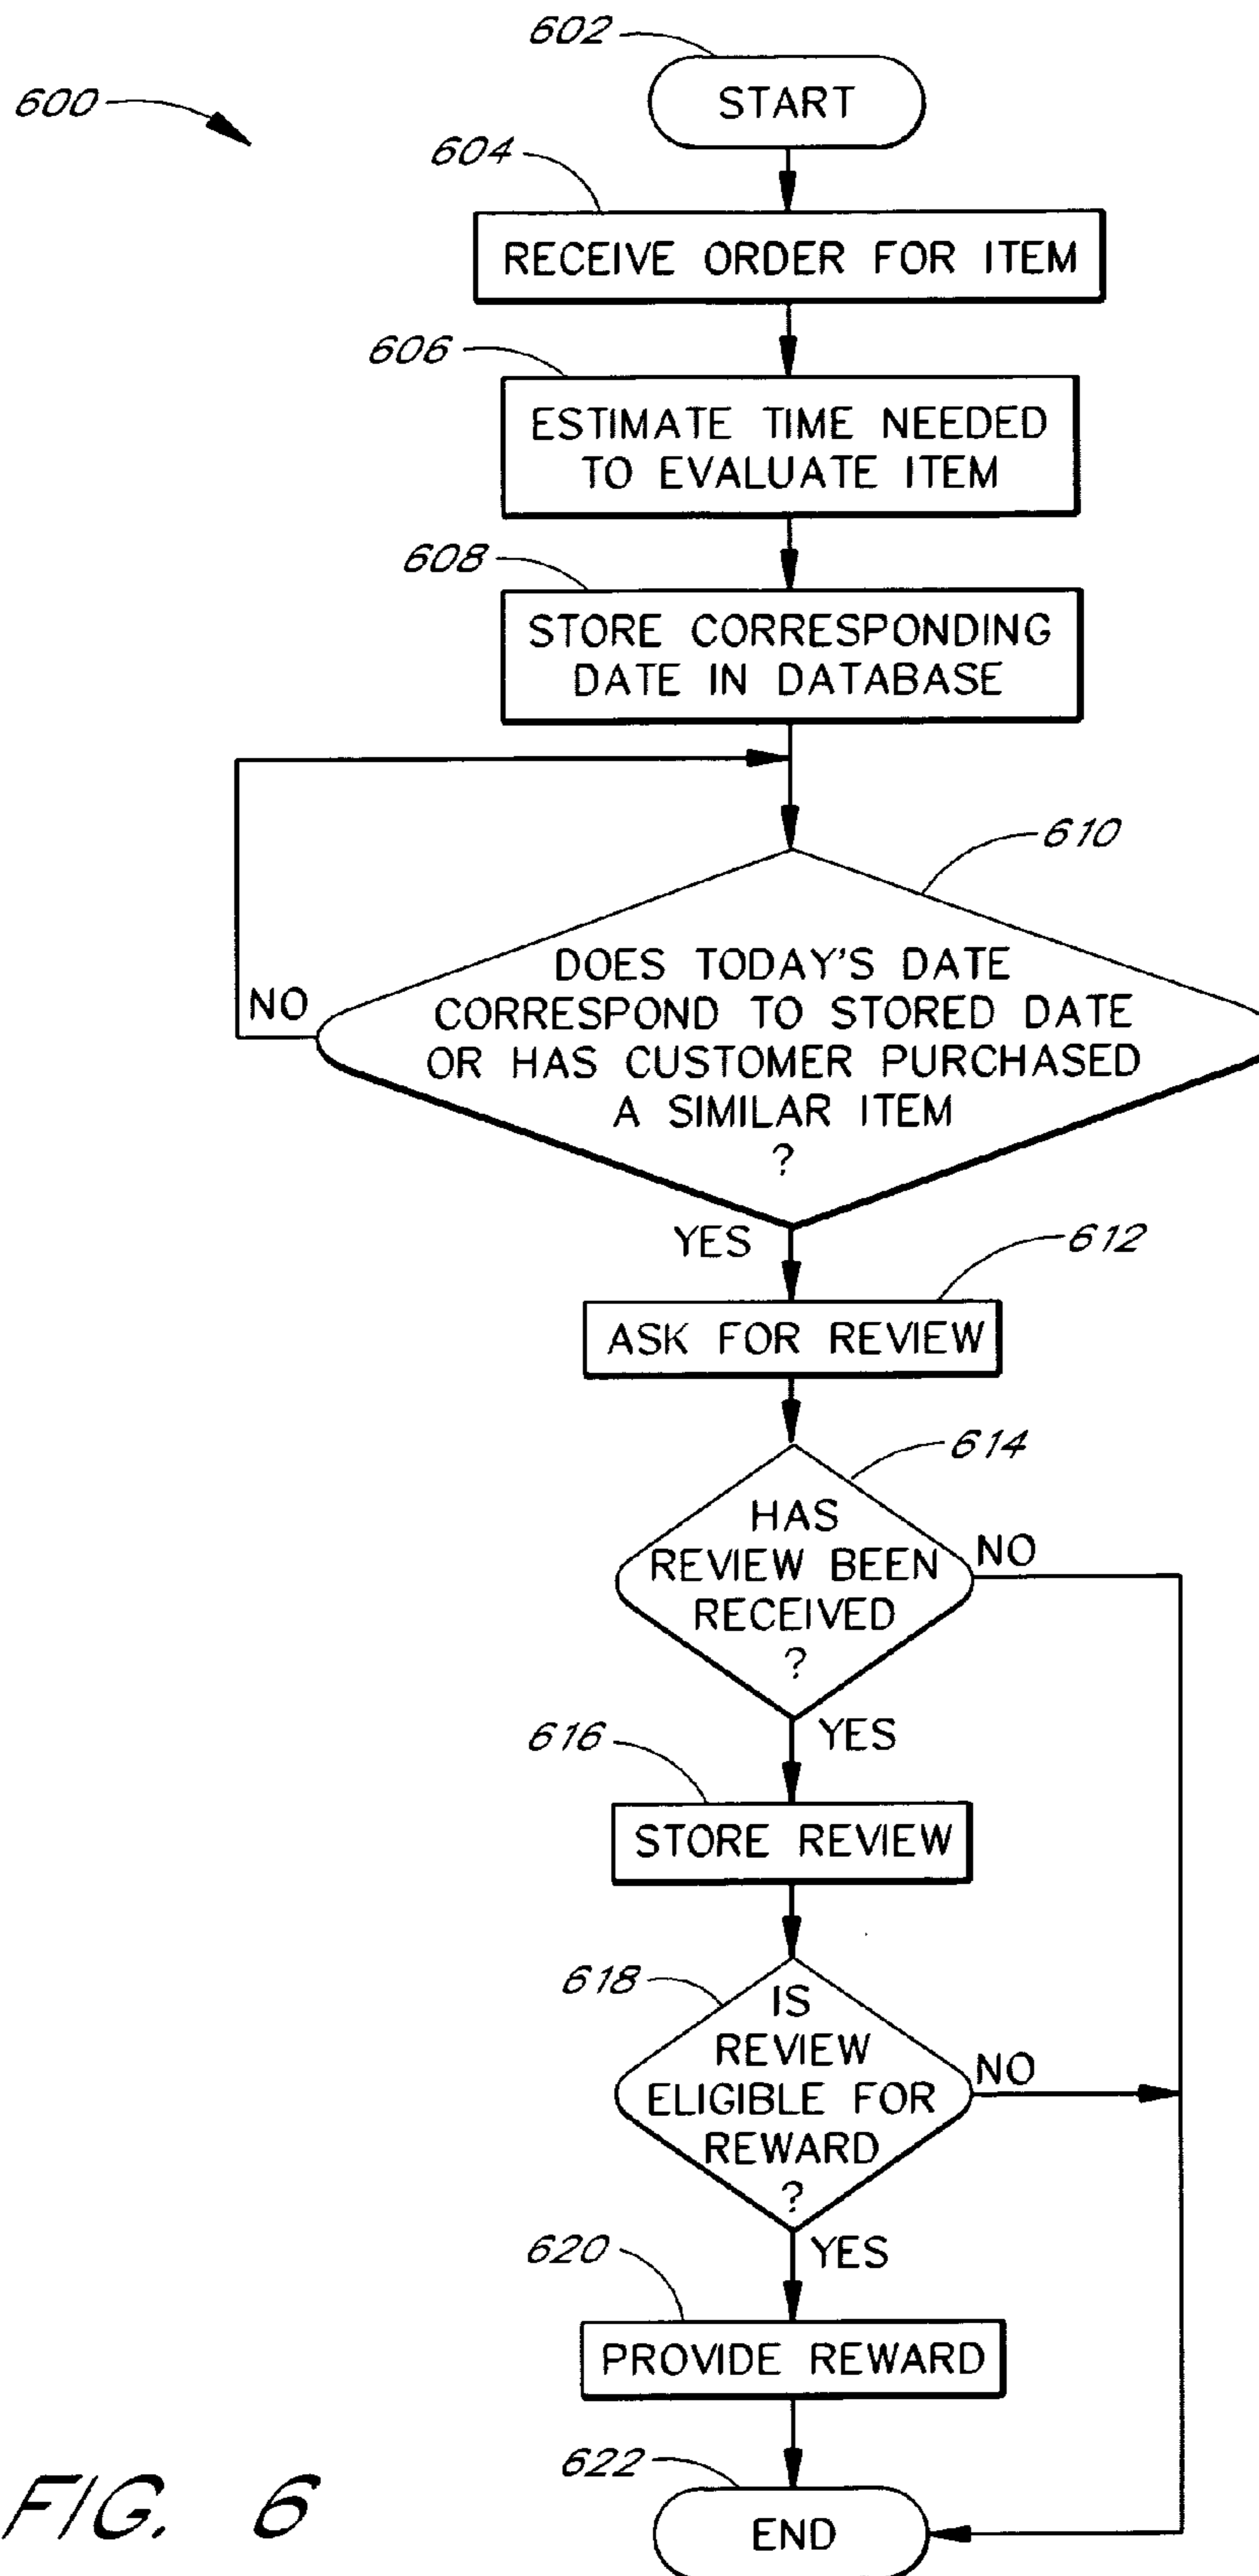 602
START
600
604
RECEIVE ORDER FOR ITEM
606
ESTIMATE TIME NEEDED
TO EVALUATE ITEM
608
STORE CORRESPONDING
DATE IN DATABASE
610
DOES TODAY'S DATE
CORRESPOND TO STORED DATE
OR HAS CUSTOMER PURCHASED
A SIMILAR ITEM
?
NO
YES
612
ASK FOR REVIEW
614
HAS
REVIEW BEEN
RECEIVED
?
NO
YES
616
STORE REVIEW
618
IS
REVIEW
ELIGIBLE FOR
REWARD
?
NO
YES
620
PROVIDE REWARD
622
END
FIG. 6